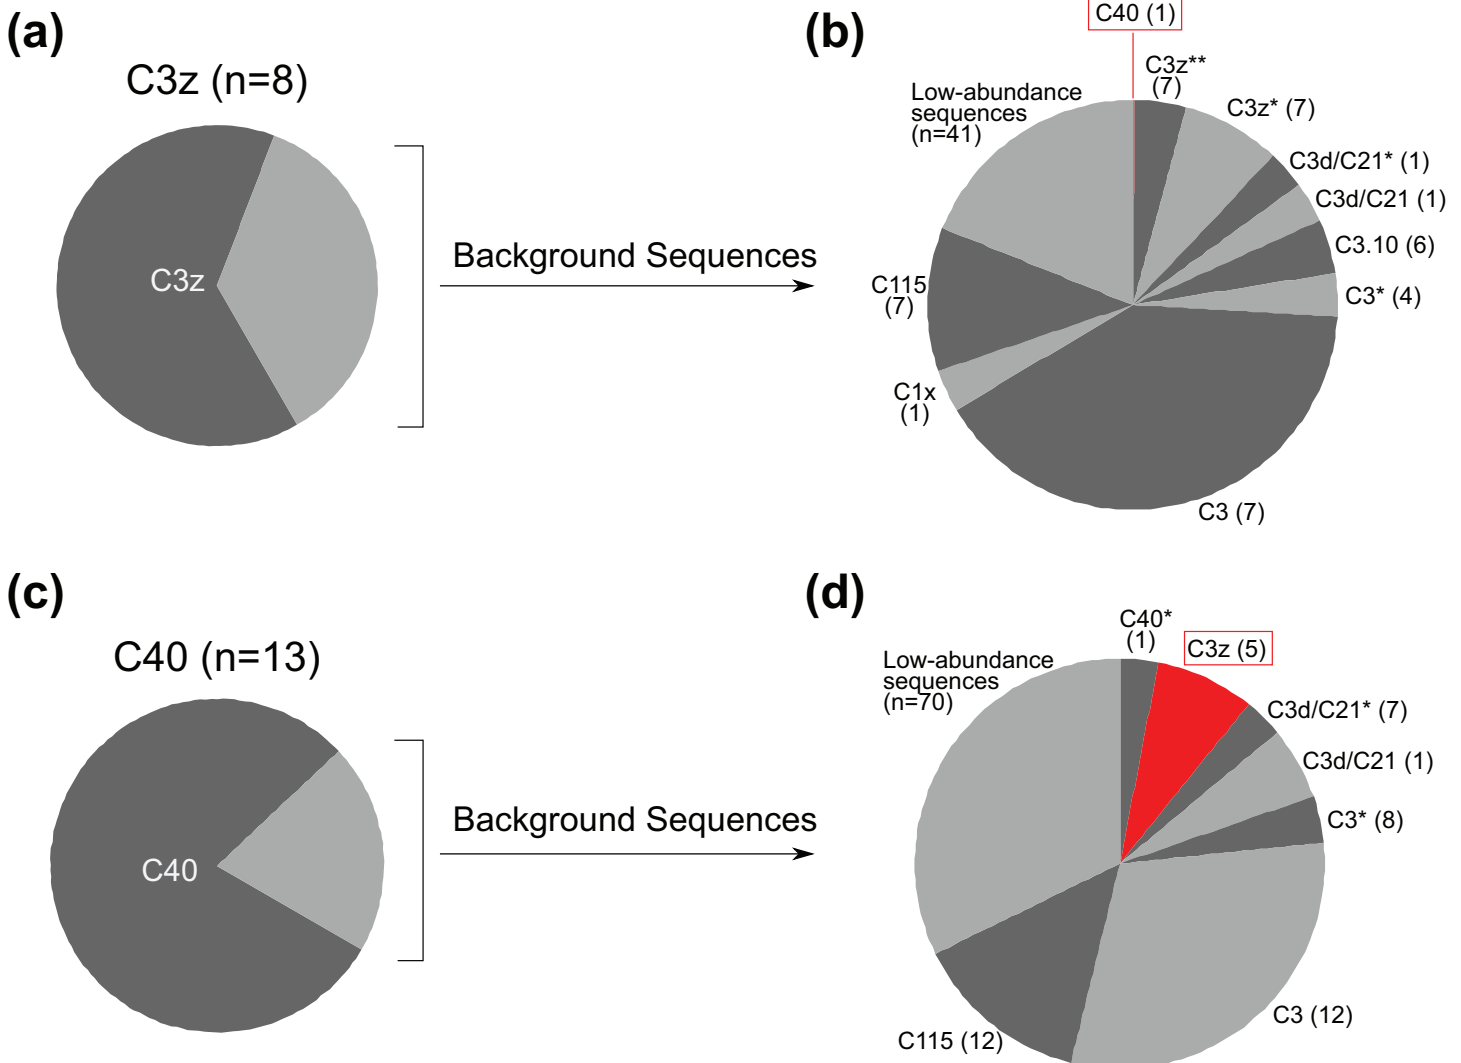 (a)
C3z (n=8)
C3z
Background Sequences
(b)
C40 (1)
C3z**
(7)
C3z* (7)
C3d/C21* (1)
C3d/C21 (1)
C3.10 (6)
C3* (4)
C3 (7)
C1x
(1)
C115
(7)
Low-abundance
sequences
(n=41)
(c)
C40 (n=13)
C40
Background Sequences
(d)
C40*
(1)
C3z (5)
C3d/C21* (7)
C3d/C21 (1)
C3* (8)
C3 (12)
C115 (12)
Low-abundance
sequences
(n=70)